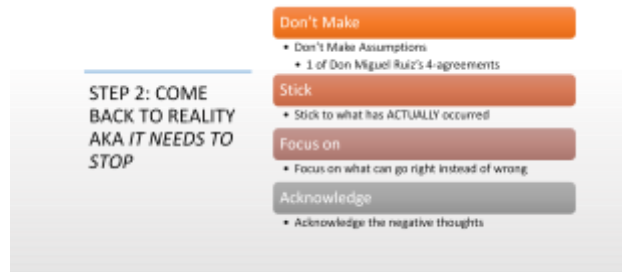 STEP 2: COME
BACK TO REALITY
AKA IT NEEDS TO
STOP
Don't Make
• Don't Make Assumptions
• 1 of Don Miguel Ruiz's 4-agreements
Stick
• Stick to what has ACTUALLY occurred
Focus on
• Focus on what can go right instead of wrong
Acknowledge
• Acknowledge the negative thoughts